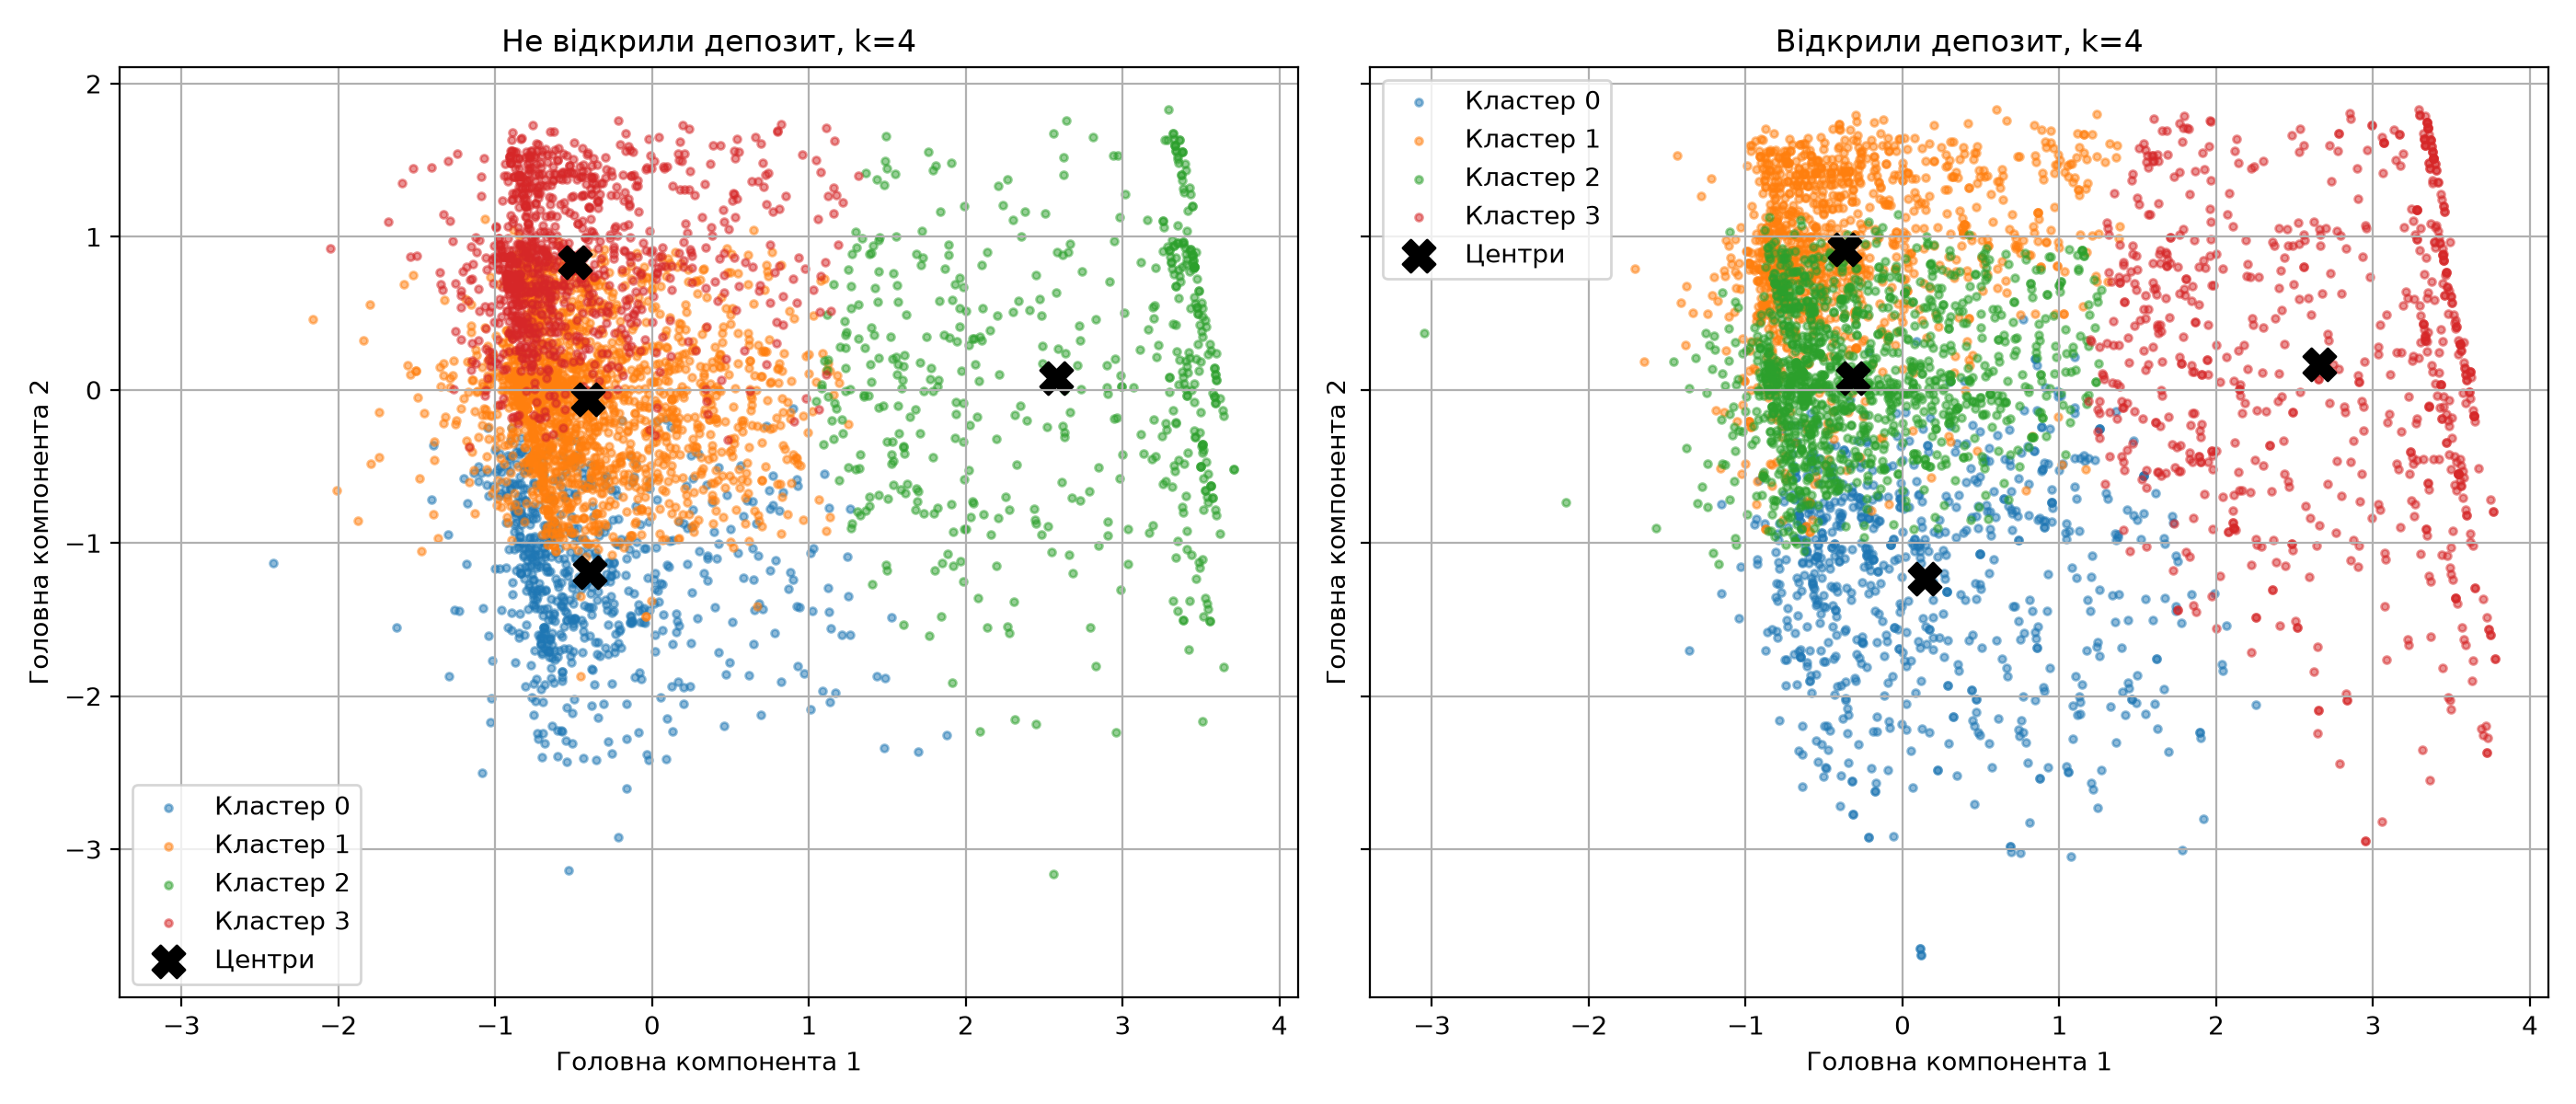 Не відкрили депозит, k=4
2
1
0
−1
−2
−3
Головна компонента 2
Кластер 0
Кластер 1
Кластер 2
Кластер 3
Центри
−3 −2 −1 0 1 2 3 4
Головна компонента 1
Відкрили депозит, k=4
Кластер 0
Кластер 1
Кластер 2
Кластер 3
Центри
Головна компонента 2
−3 −2 −1 0 1 2 3 4
Головна компонента 1